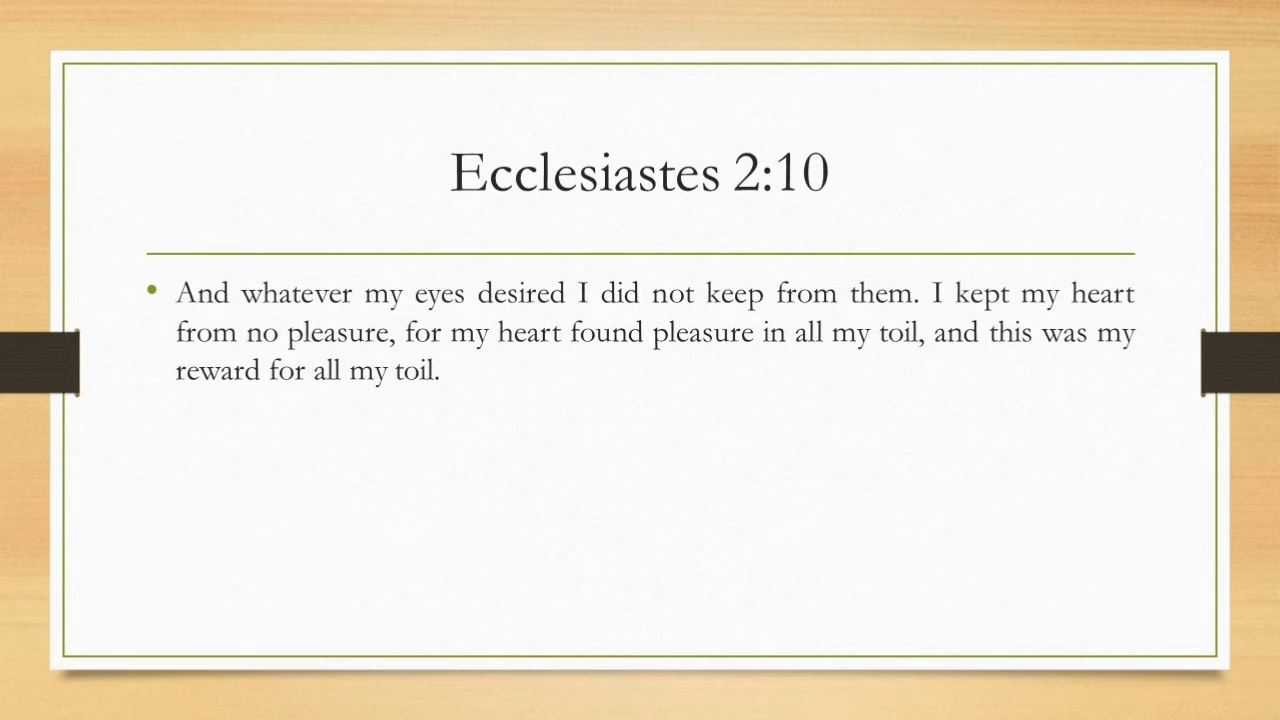 Ecclesiastes 2:10
• And whatever my eyes desired I did not keep from them. I kept my heart
from no pleasure, for my heart found pleasure in all my toil, and this was my
reward for all my toil.